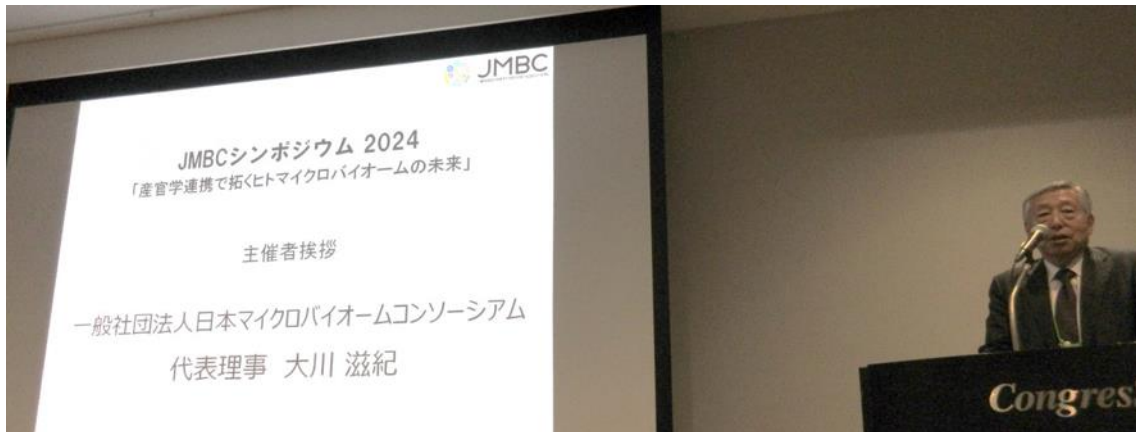 JMBC
JMBCシンポジウム 2024
「産官学連携で拓くヒトマイクロバイオームの未来」
主催者挨拶
一般社団法人日本マイクロバイオームコンソーシアム
代表理事 大川 滋紀
Congres